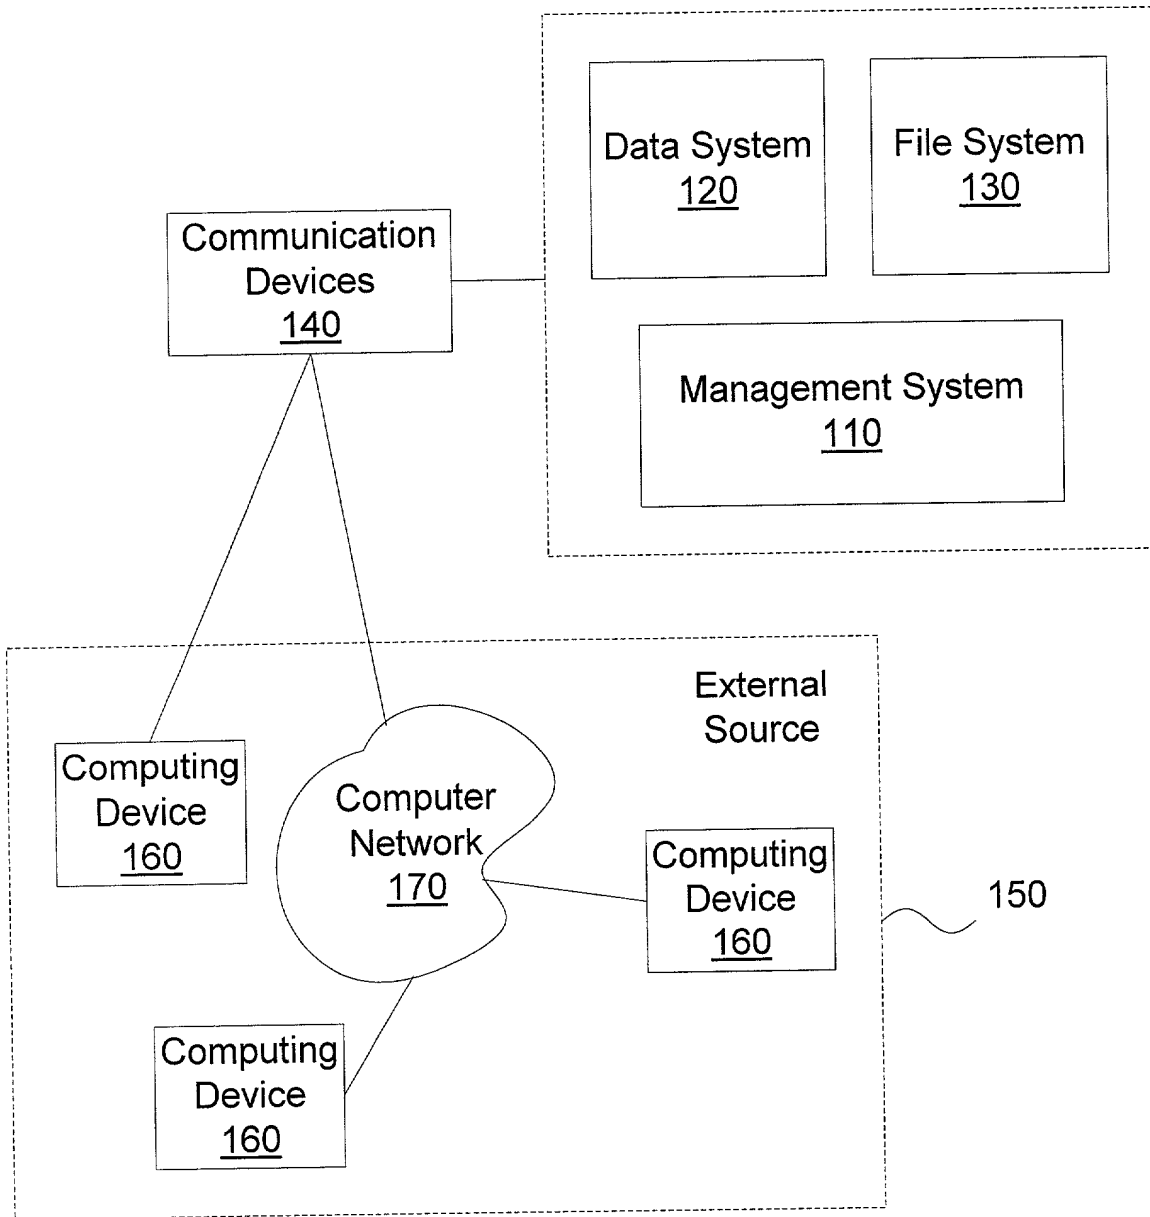 Data System
120
File System
130
Communication
Devices
140
Management System
110
External
Source
Computing
Device
160
Computer
Network
170
Computing
Device
160
150
Computing
Device
160